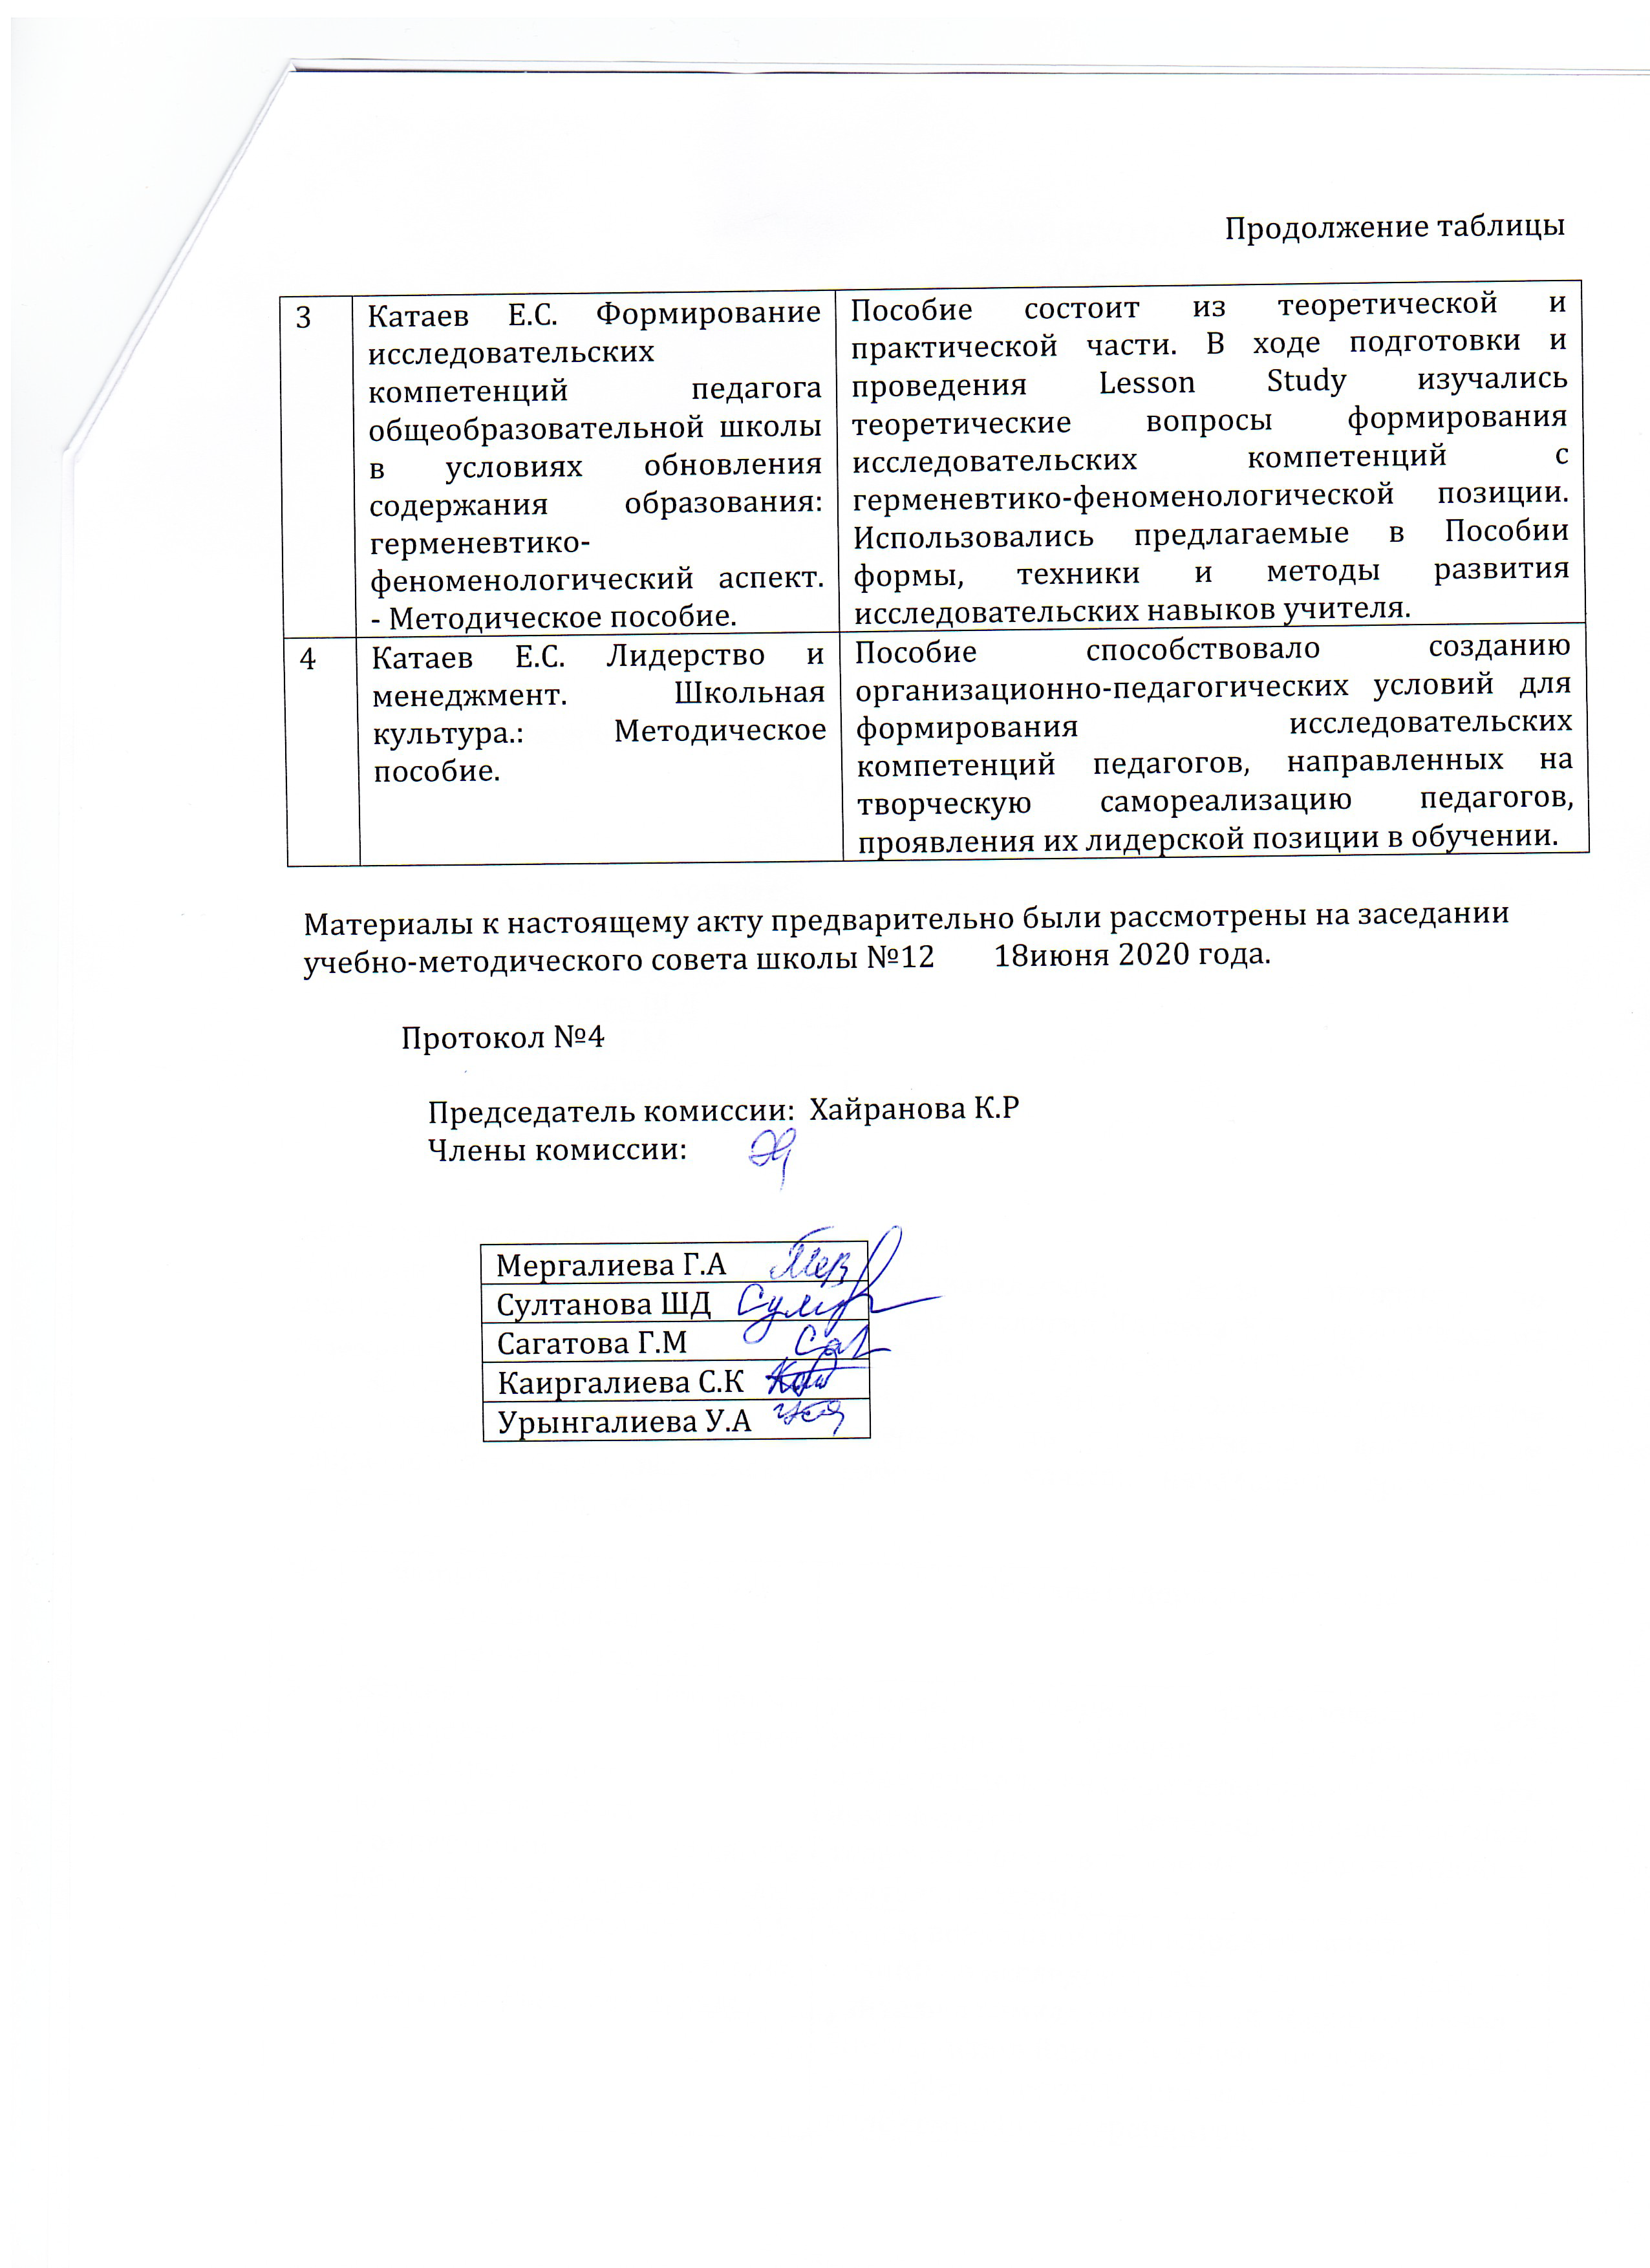 Продолжение таблицы
3
Катаев Е.С. Формирование
исследовательских
компетенций педагога
общеобразовательной школы
в условиях обновления
содержания образования:
герменевтико-
феноменологический аспект.
- Методическое пособие.
Пособие состоит из теоретической и
практической части. В ходе подготовки и
проведения Lesson Study изучались
теоретические вопросы формирования
исследовательских компетенций с
герменевтико-феноменологической позиции.
Использовались предлагаемые в Пособии
формы, техники и методы развития
исследовательских навыков учителя.
4
Катаев Е.С. Лидерство и
менеджмент. Школьная
культура.: Методическое
пособие.
Пособие способствовало созданию
организационно-педагогических условий для
формирования исследовательских
компетенций педагогов, направленных на
творческую самореализацию педагогов,
проявления их лидерской позиции в обучении.
Материалы к настоящему акту предварительно были рассмотрены на заседании
учебно-методического совета школы №12 18июня 2020 года.
Протокол №4
Председатель комиссии: Хайранова К.Р
Члены комиссии:
Мергалиева Г.А
Султанова ШД
Сагатова Г.М
Каиргалиева С.К
Урынгалиева У.А